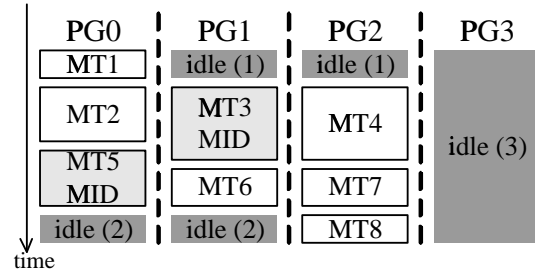 PG0 PG1 PG2 PG3
MT1 idle (1) idle (1)
MT2
MT3
MID
MT4
idle (3)
MT5
MID
MT6 MT7
idle (2) idle (2) MT8
time